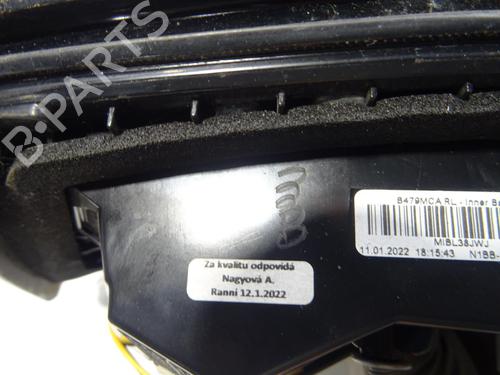 B-PARTS
B479MCA RL - Inner
MIBL38JWJ
11.01.2022 18:15:43 N1BB-
Za kvalitu odpovídá
Nagyová A.
Ranní 12.1.2022